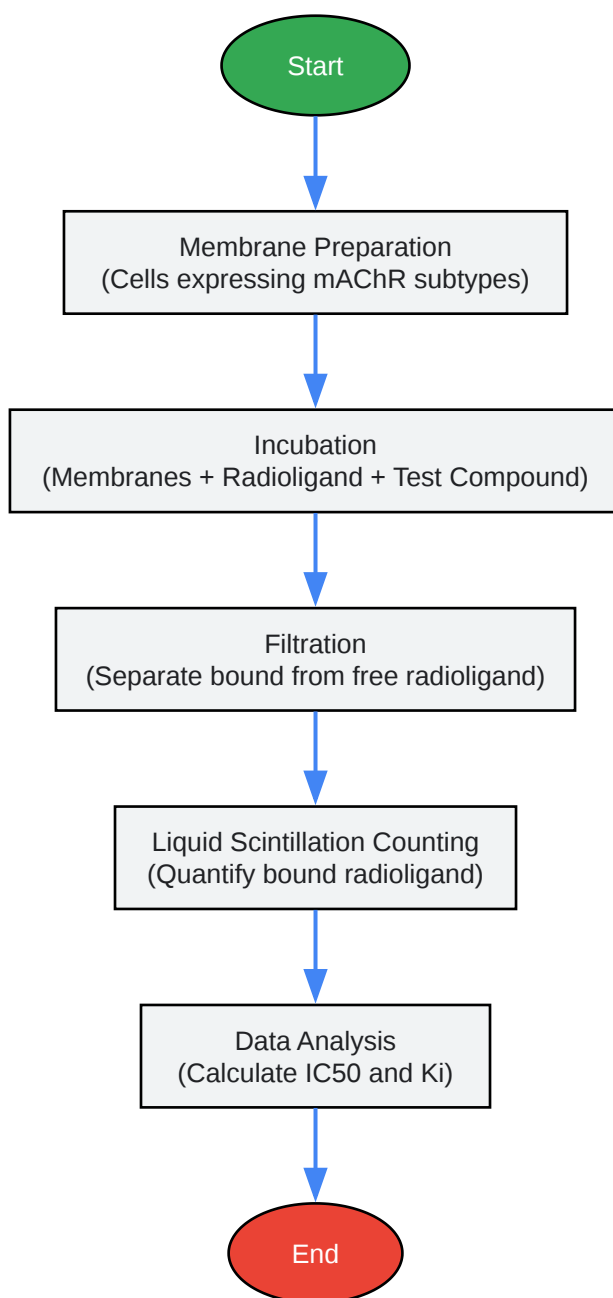 Start
Membrane Preparation
(Cells expressing mAChR subtypes)
Incubation
(Membranes + Radioligand + Test Compound)
Filtration
(Separate bound from free radioligand)
Liquid Scintillation Counting
(Quantify bound radioligand)
Data Analysis
(Calculate IC50 and Ki)
End